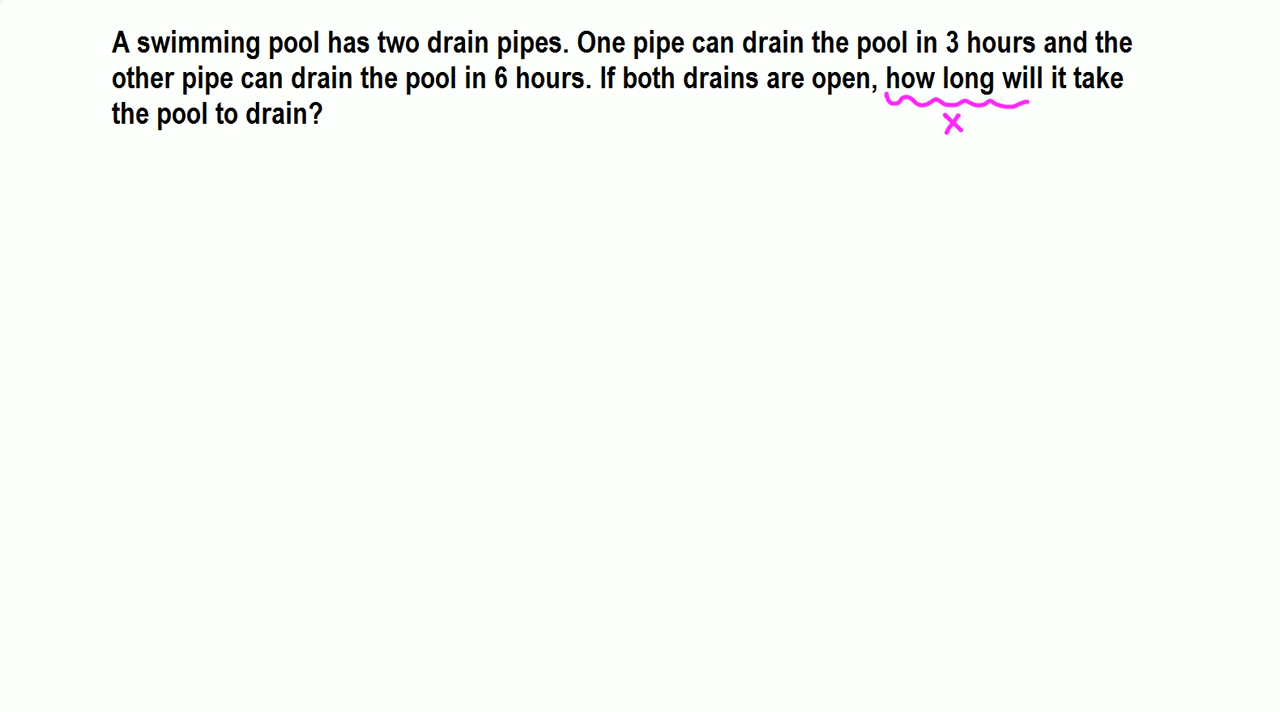 A swimming pool has two drain pipes. One pipe can drain the pool in 3 hours and the
other pipe can drain the pool in 6 hours. If both drains are open, how long will it take
the pool to drain?
x